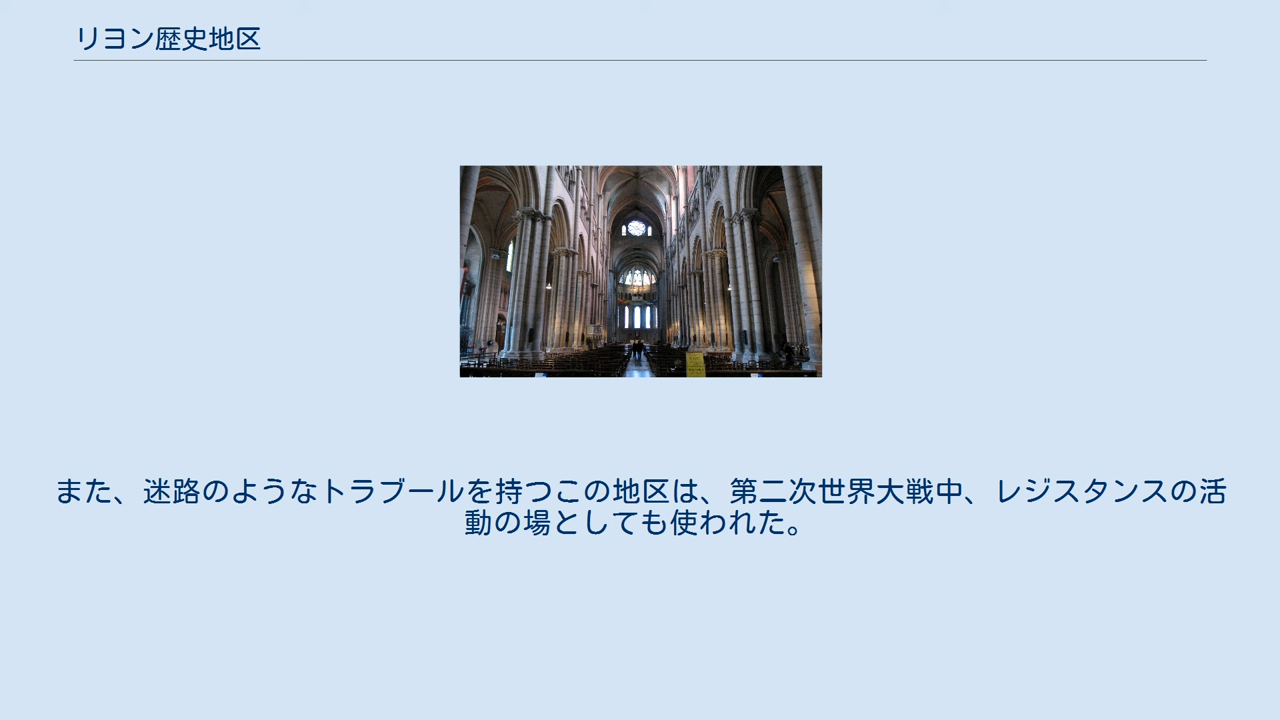 リヨン歴史地区
また、迷路のようなトラブールを持つこの地区は、第二次世界大戦中、レジスタンスの活
動の場としても使われた。